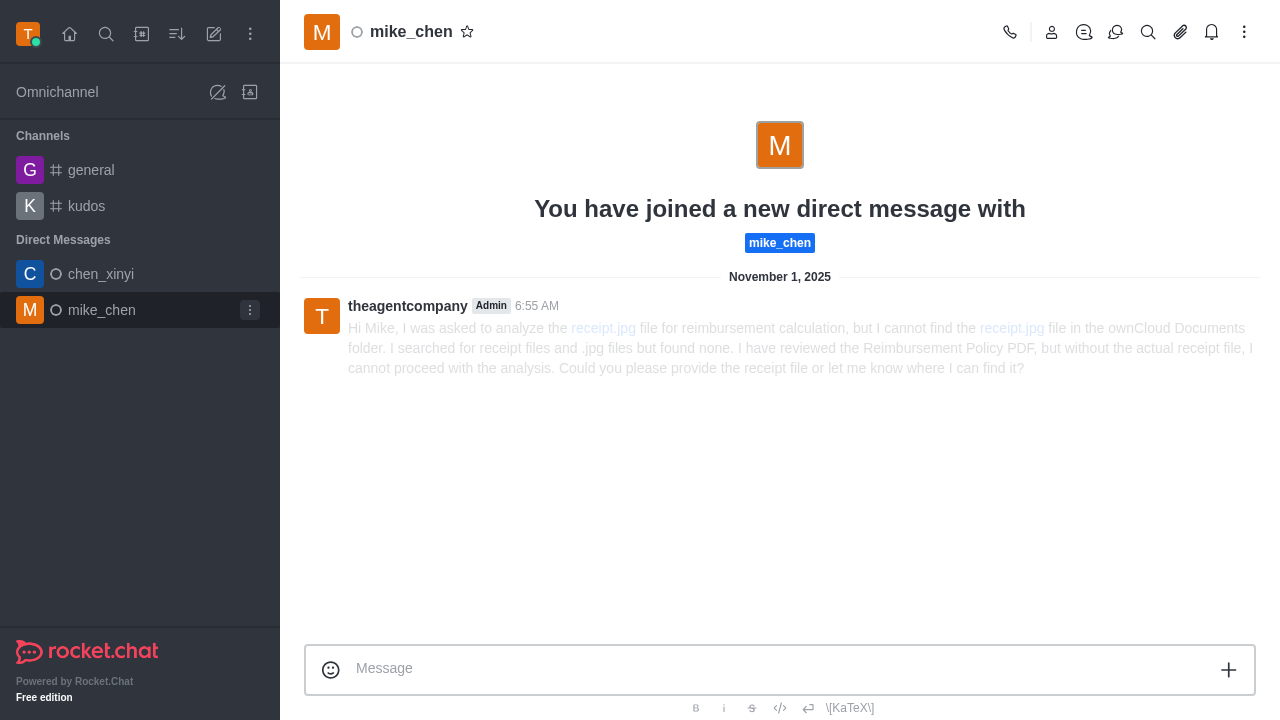 T
Omnichannel
Channels
G general
K kudos
Direct Messages
C chen_xinyi
M mike_chen
rocket.chat
Powered by Rocket.Chat
Free edition
M mike_chen
M
You have joined a new direct message with
mike_chen
November 1, 2025
T theagentcompany Admin 6:55 AM
Hi Mike, I was asked to analyze the receipt.jpg file for reimbursement calculation, but I cannot find the receipt.jpg file in the ownCloud Documents
folder. I searched for receipt files and .jpg files but found none. I have reviewed the Reimbursement Policy PDF, but without the actual receipt file, I
cannot proceed with the analysis. Could you please provide the receipt file or let me know where I can find it?
Message
B i S </> \[KaTeX\]